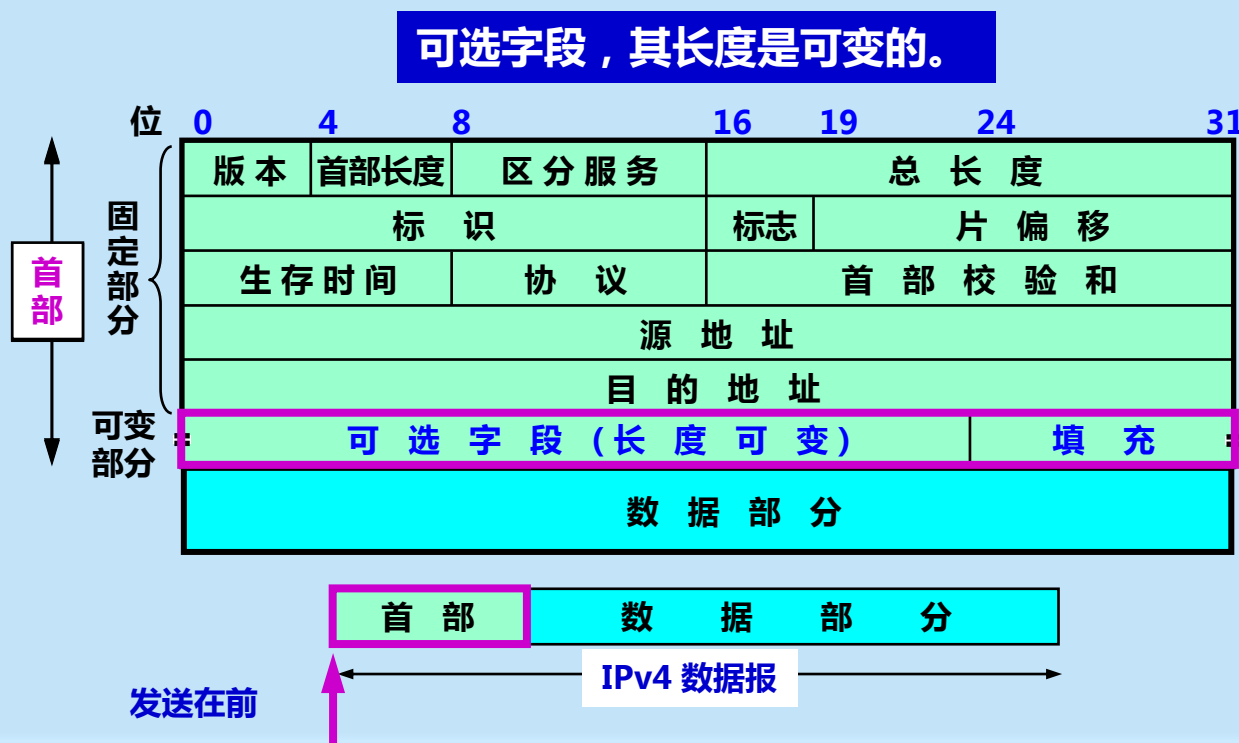 可选字段，其长度是可变的。
位 0 4 8 16 19 24 31
版 本 首部长度 区 分 服 务 总 长 度
标 识 标志 片 偏 移
生 存 时 间 协 议 首 部 校 验 和
源 地 址
目 的 地 址
可 选 字 段 ( 长 度 可 变 ) 填 充
数 据 部 分
首部
固定部分
可变
部分
首 部 数 据 部 分
IPv4 数据报
发送在前